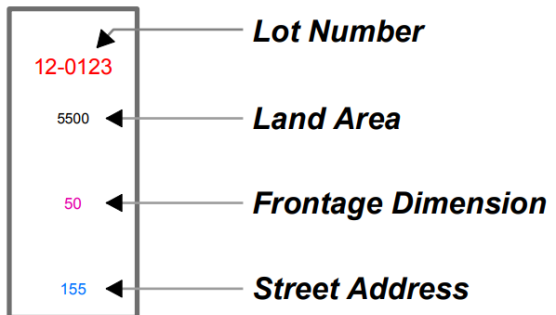 Lot Number
12-0123
5500 Land Area
50 Frontage Dimension
155 Street Address